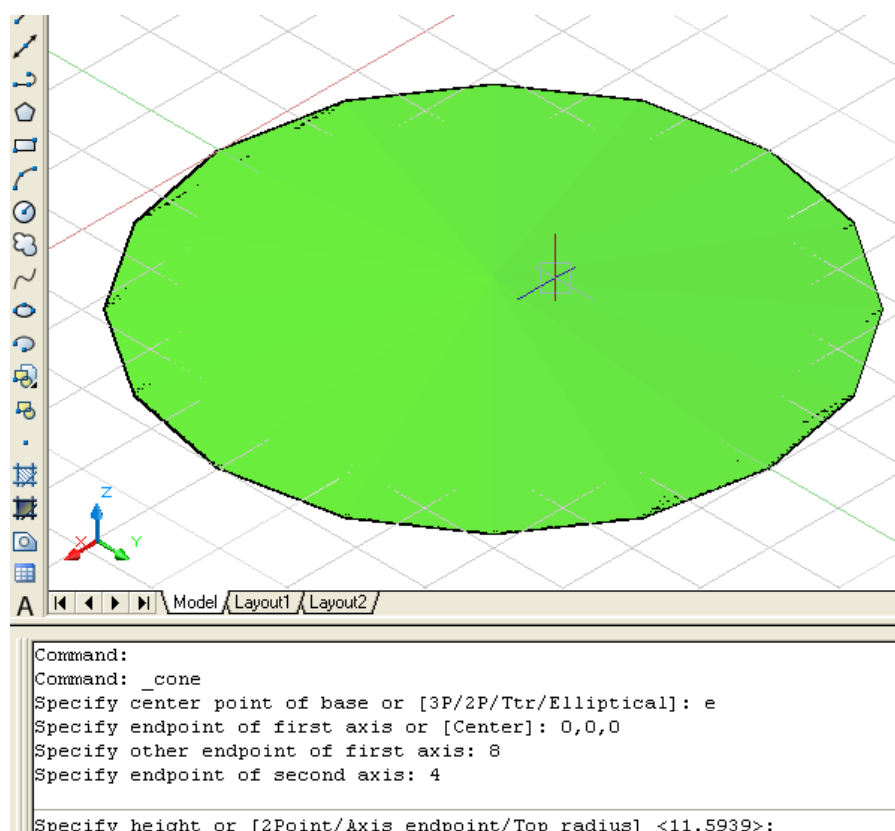 Z
X
Y
A
Model Layout1 Layout2
Command:
Command: _cone
Specify center point of base or [3P/2P/Ttr/Elliptical]: e
Specify endpoint of first axis or [Center]: 0,0,0
Specify other endpoint of first axis: 8
Specify endpoint of second axis: 4
Specify height or [2Point/Axis endpoint/Top radius] <11.5939>: